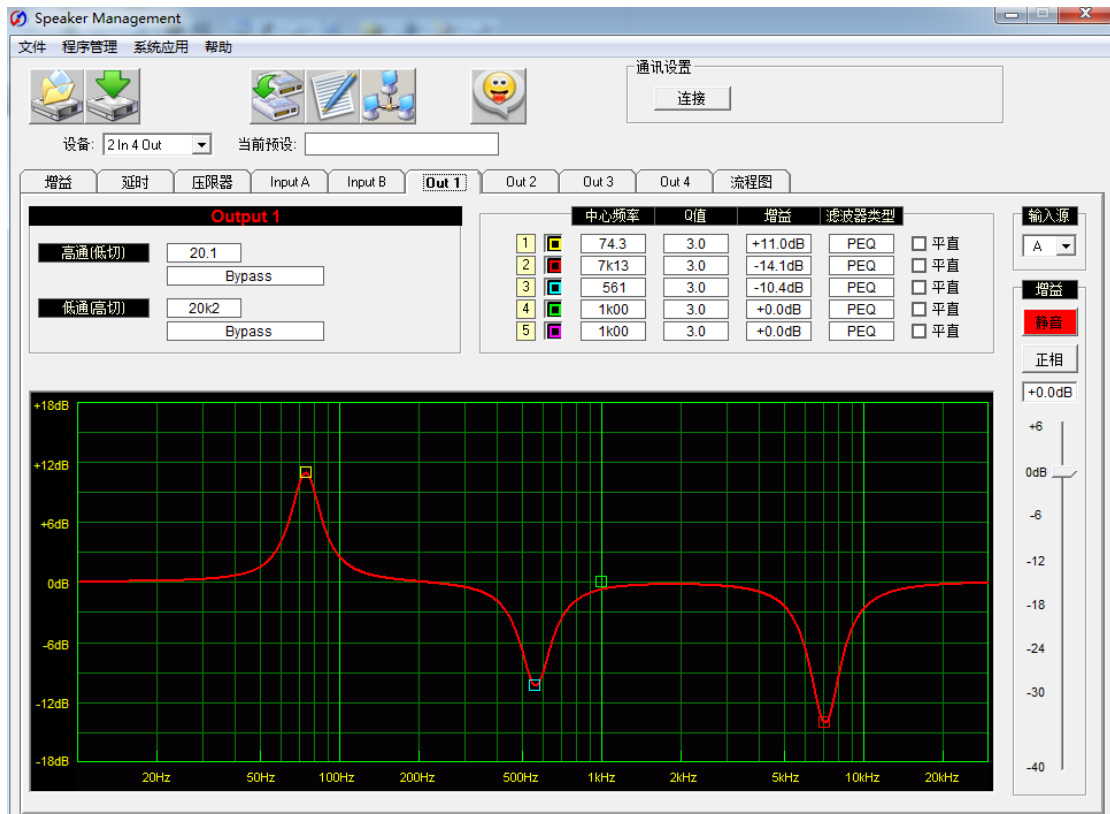 Speaker Management
文件 程序管理 系统应用 帮助
通讯设置
连接
设备: 2 In 4 Out 当前预设:
增益 延时 压限器 Input A Input B Out 1 Out 2 Out 3 Out 4 流程图
Output 1
高通(低切) 20.1
Bypass
低通(高切) 20k2
Bypass
中心频率 Q值 增益 滤波器类型
1 74.3 3.0 +11.0dB PEQ 平直
2 7k13 3.0 -14.1dB PEQ 平直
3 561 3.0 -10.4dB PEQ 平直
4 1k00 3.0 +0.0dB PEQ 平直
5 1k00 3.0 +0.0dB PEQ 平直
输入源
A
增益
静音
正相
+0.0dB
+6
0dB
-6
-12
-18
-24
-30
-40
+18dB
+12dB
+6dB
0dB
-6dB
-12dB
-18dB
20Hz 50Hz 100Hz 200Hz 500Hz 1kHz 2kHz 5kHz 10kHz 20kHz